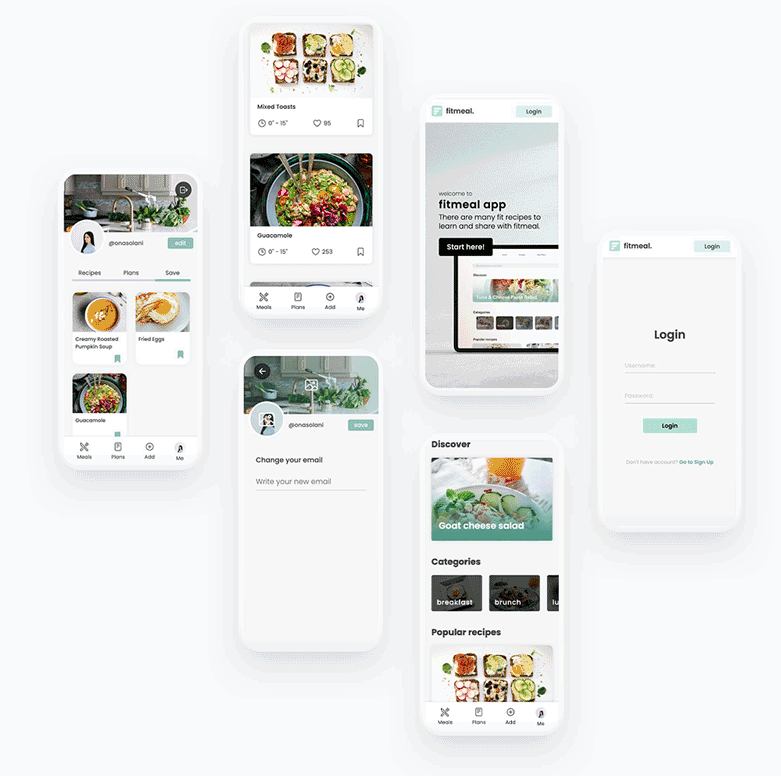 @onasolani
edit
Recipes
Plans
Save
Creamy Roasted
Pumpkin Soup
Fried Eggs
Guacamole
Meals
Plans
Add
Me
Mixed Toasts
0" - 15"
95
Guacamole
0" - 15"
253
Meals
Plans
Add
Me
@onasolani
save
Change your email
Write your new email
fitmeal.
Login
welcome to
fitmeal app
There are many fit recipes to
learn and share with fitmeal.
Start here!
Discover
Tuna & Cheese Pasta Salad
Categories
Popular recipes
Discover
Goat cheese salad
Categories
breakfast
brunch
lu
Popular recipes
Meals
Plans
Add
Me
fitmeal.
Login
Login
Username:
Password:
Login
Don't have account? Go to Sign Up